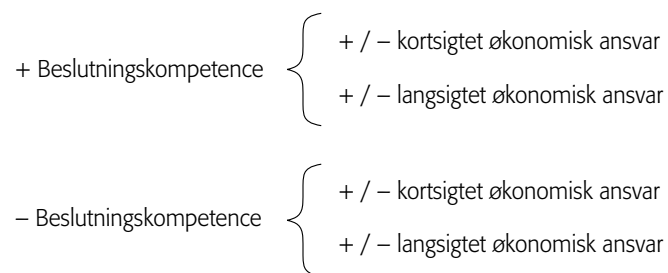 + / – kortsigtet økonomisk ansvar
+ Beslutningskompetence
+ / – langsigtet økonomisk ansvar
+ / – kortsigtet økonomisk ansvar
– Beslutningskompetence
+ / – langsigtet økonomisk ansvar